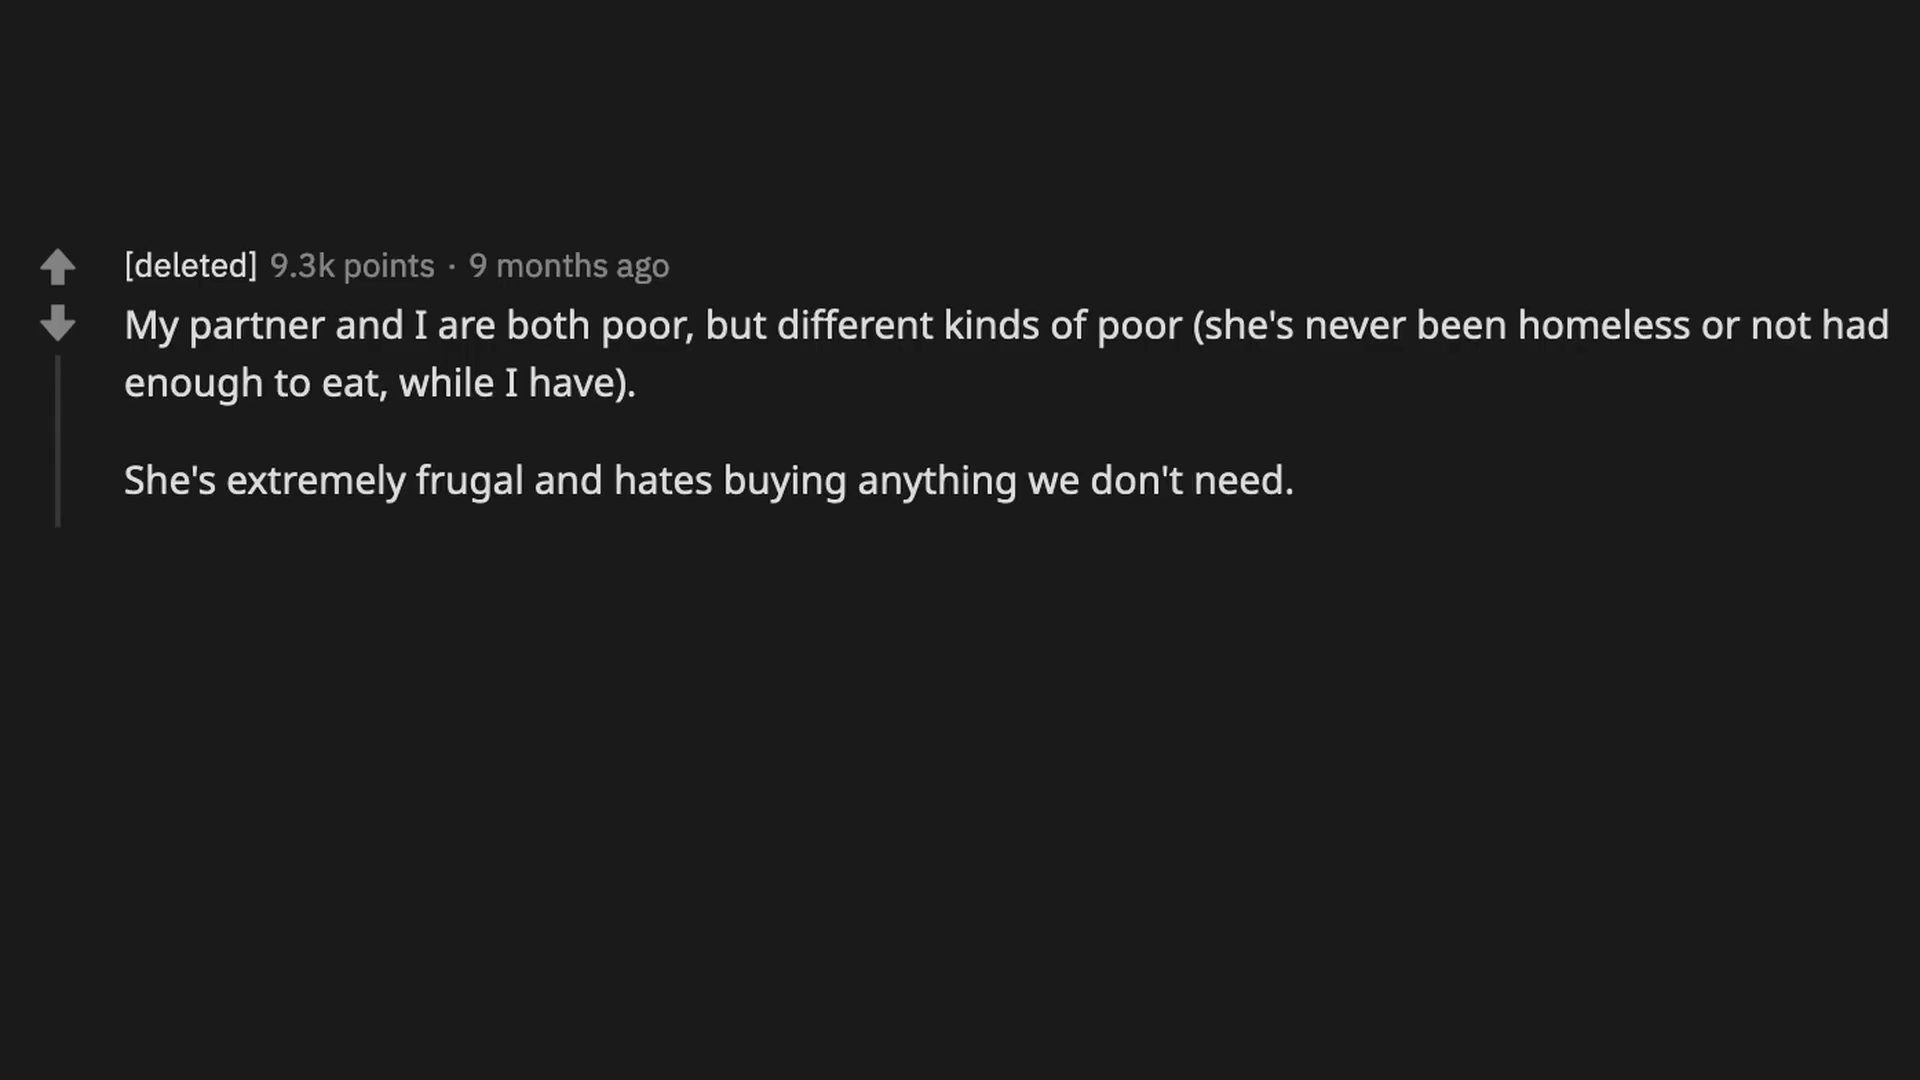 [deleted] 9.3k points · 9 months ago
My partner and I are both poor, but different kinds of poor (she's never been homeless or not had
enough to eat, while I have).
She's extremely frugal and hates buying anything we don't need.